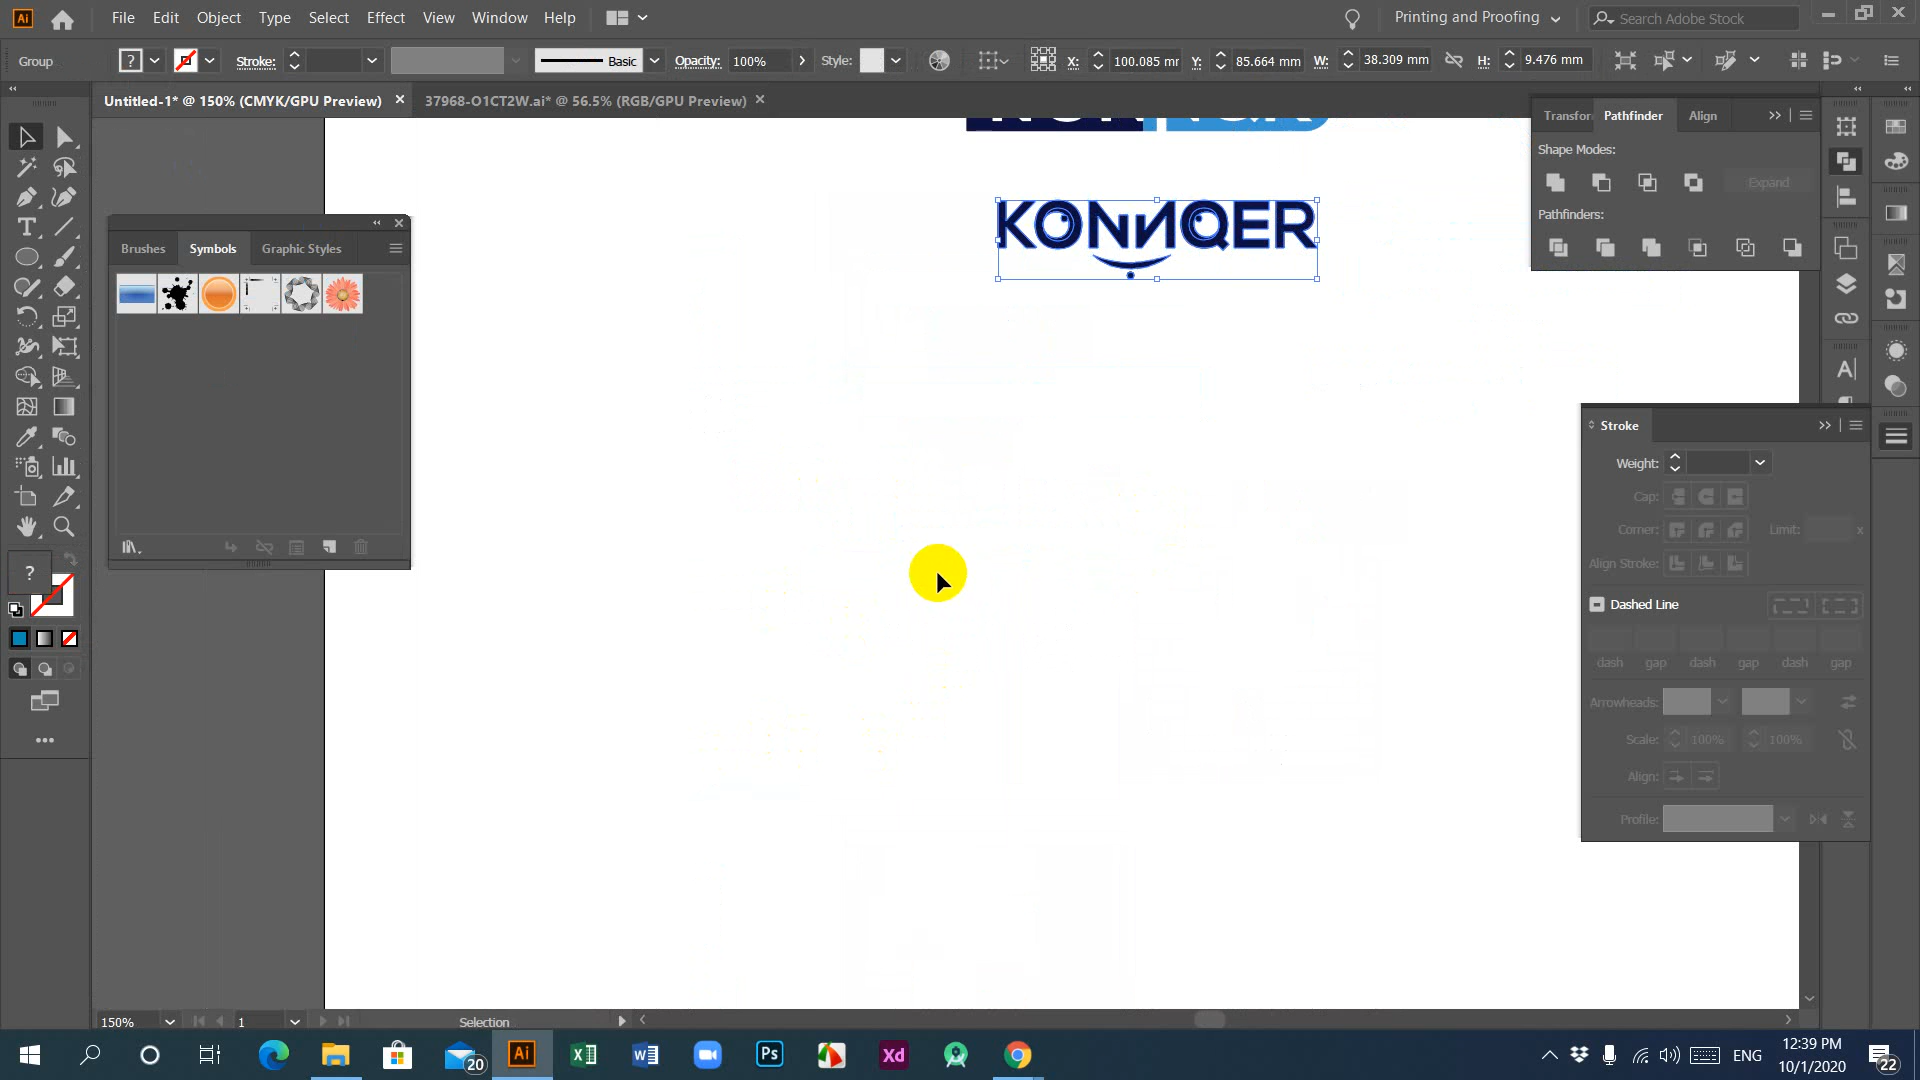 Ai File Edit Object Type Select Effect View Window Help Printing and Proofing Search Adobe Stock
Group ? Stroke: Basic Opacity: 100% Style: X: 100.085 mr Y: 85.664 mm W: 38.309 mm H: 9.476 mm
Untitled-1* @ 150% (CMYK/GPU Preview) 37968-O1CT2W.ai* @ 56.5% (RGB/GPU Preview)
Transfor Pathfinder Align
Shape Modes:
Expand
Pathfinders:
KONИQER
Brushes Symbols Graphic Styles
Stroke
Weight:
Cap:
Corner: Limit: x
Align Stroke:
Dashed Line
dash gap dash gap dash gap
Arrowheads:
Scale: 100% 100%
Align:
Profile:
?
150% 1 Selection
20 Ai Ps Xd ENG 12:39 PM
10/1/2020 22